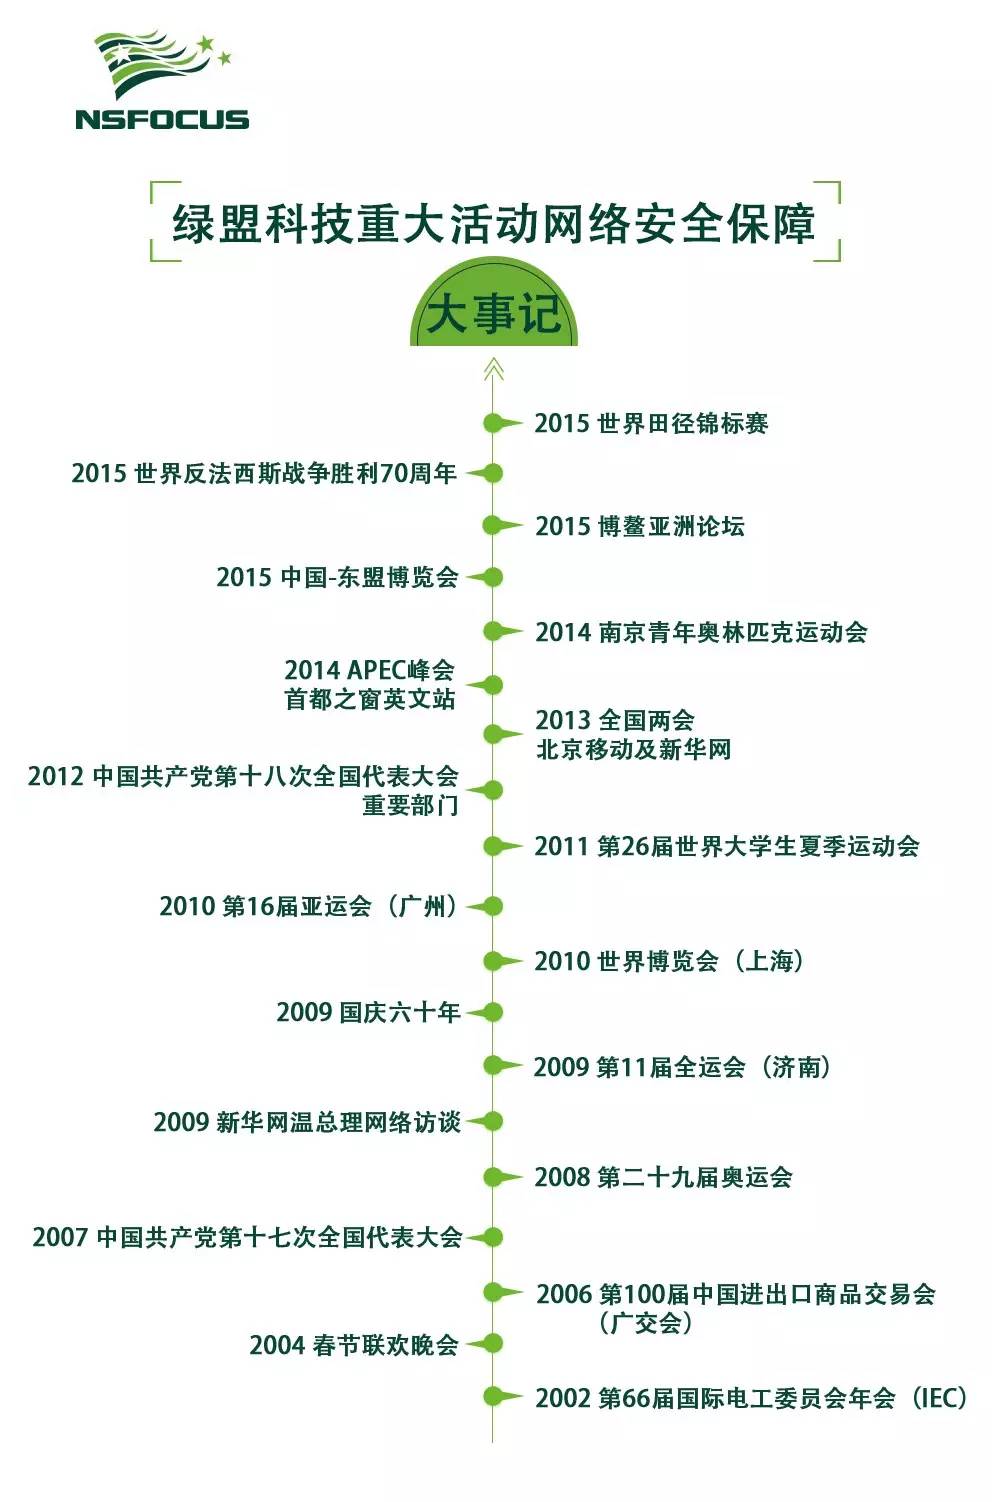 NSFOCUS
绿盟科技重大活动网络安全保障
大事记
2015 世界田径锦标赛
2015 世界反法西斯战争胜利70周年
2015 博鳌亚洲论坛
2015 中国-东盟博览会
2014 南京青年奥林匹克运动会
2014 APEC峰会
首都之窗英文站
2013 全国两会
北京移动及新华网
2012 中国共产党第十八次全国代表大会
重要部门
2011 第26届世界大学生夏季运动会
2010 第16届亚运会（广州）
2010 世界博览会（上海）
2009 国庆六十年
2009 第11届全运会（济南）
2009 新华网温总理网络访谈
2008 第二十九届奥运会
2007 中国共产党第十七次全国代表大会
2006 第100届中国进出口商品交易会
（广交会）
2004 春节联欢晚会
2002 第66届国际电工委员会年会（IEC）